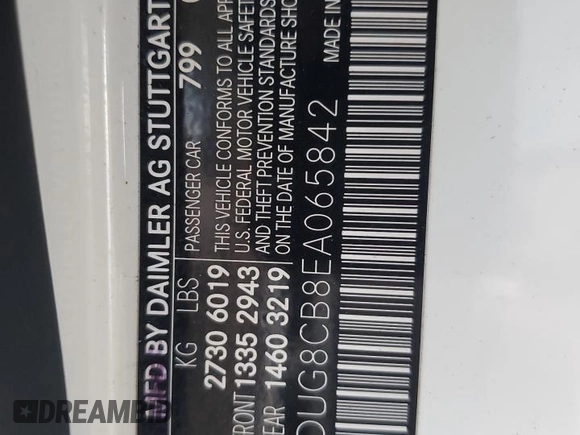 MFD BY DAIMLER AG STUTTGART
KG LBS PASSENGER CAR 799
2730 6019 THIS VEHICLE CONFORMS TO ALL APP
FRONT 1335 2943 U.S. FEDERAL MOTOR VEHICLE SAFET
AND THEFT PREVENTION STANDARDS
EAR 1460 3219 ON THE DATE OF MANUFACTURE SHO
DUG8CB8EA065842 MADE IN
DREAMBID